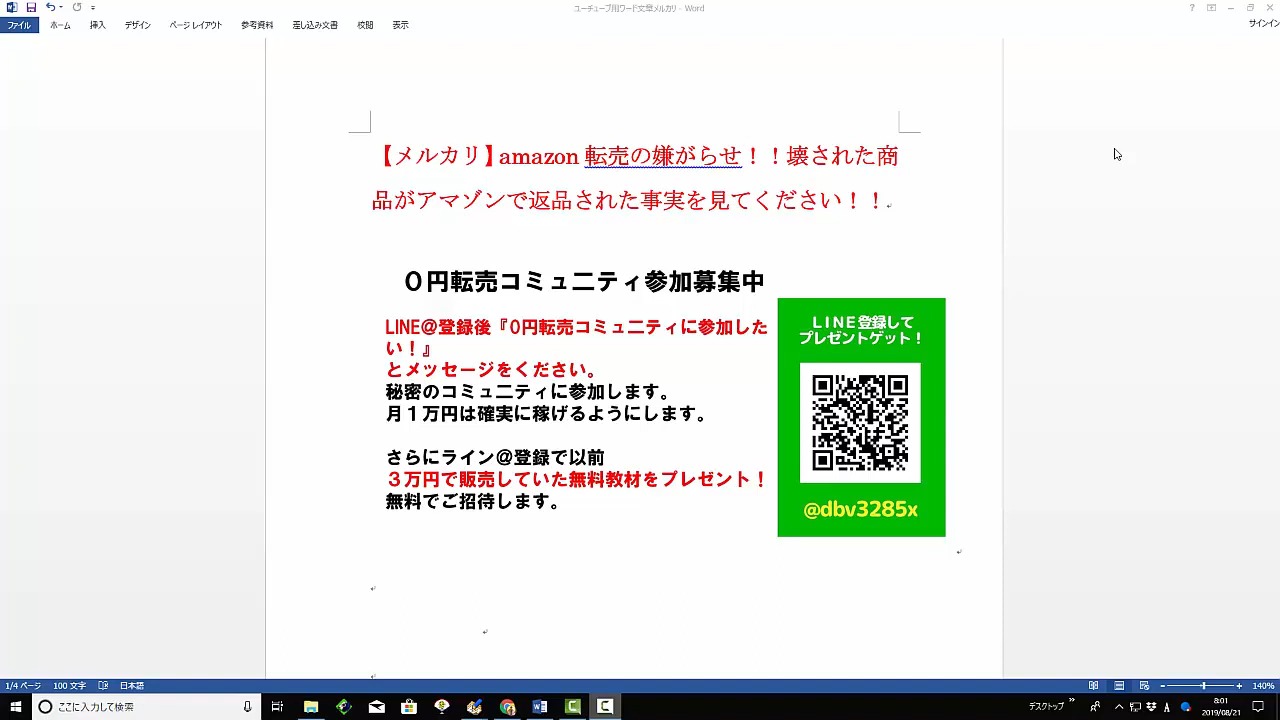 ユーチューブ用ワード文章メルカリ - Word
サインイン
ファイル ホーム 挿入 デザイン ページ レイアウト 参考資料 差し込み文書 校閲 表示
【メルカリ】amazon 転売の嫌がらせ！！壊された商
品がアマゾンで返品された事実を見てください！！
０円転売コミュニティ参加募集中
LINE@登録後『0円転売コミュニティに参加した
い！』
とメッセージをください。
秘密のコミュニティに参加します。
月１万円は確実に稼げるようにします。
さらにライン@登録で以前
３万円で販売していた無料教材をプレゼント！
無料でご招待します。
ＬＩＮＥ登録して
プレゼントゲット！
@dbv3285x
1/4 ページ 100 文字 日本語
140%
ここに入力して検索
デスクトップ
8:01
2019/08/21